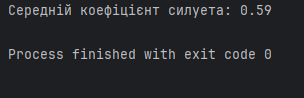 Середній коефіцієнт силуета: 0.59
Process finished with exit code 0